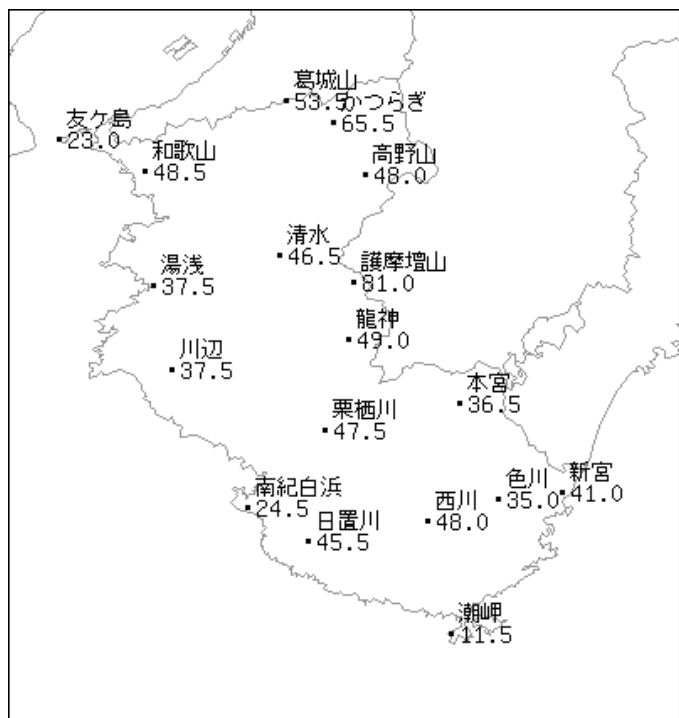 葛城山
53.5
かつらぎ
65.5
友ケ島
23.0
和歌山
48.5
高野山
48.0
清水
46.5
湯浅
37.5
護摩壇山
81.0
龍神
49.0
川辺
37.5
本宮
36.5
栗栖川
47.5
南紀白浜
24.5
日置川
45.5
西川
48.0
色川
35.0
新宮
41.0
潮岬
11.5